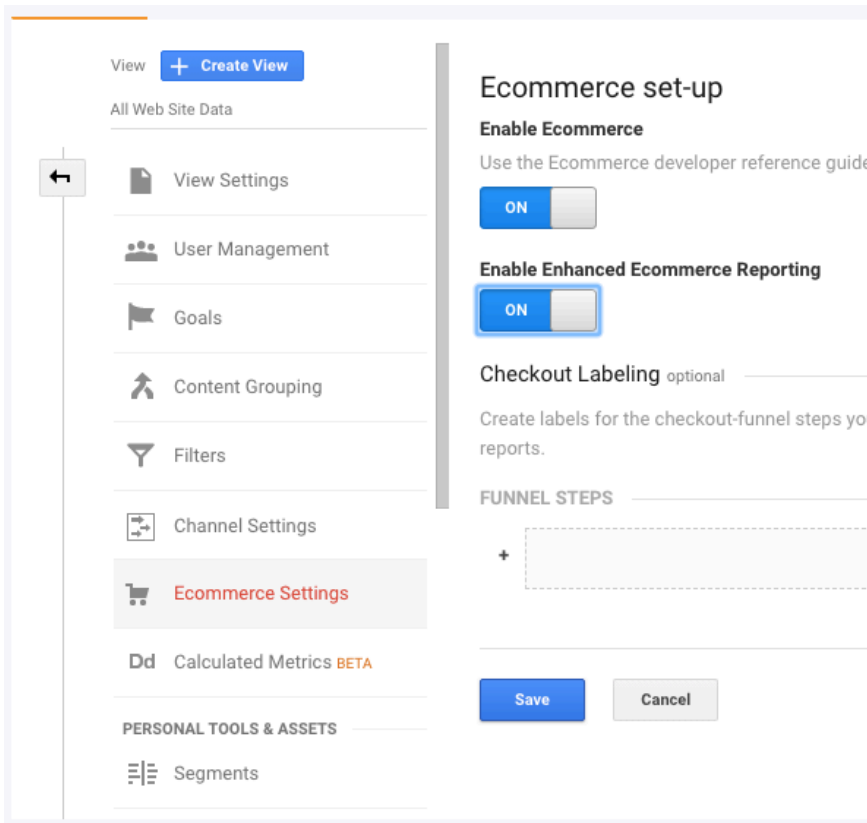 View
+ Create View
All Web Site Data
View Settings
User Management
Goals
Content Grouping
Filters
Channel Settings
Ecommerce Settings
Dd Calculated Metrics BETA
PERSONAL TOOLS & ASSETS
Segments
Ecommerce set-up
Enable Ecommerce
Use the Ecommerce developer reference guide
ON
Enable Enhanced Ecommerce Reporting
ON
Checkout Labeling optional
Create labels for the checkout-funnel steps yo
reports.
FUNNEL STEPS
+
Save
Cancel